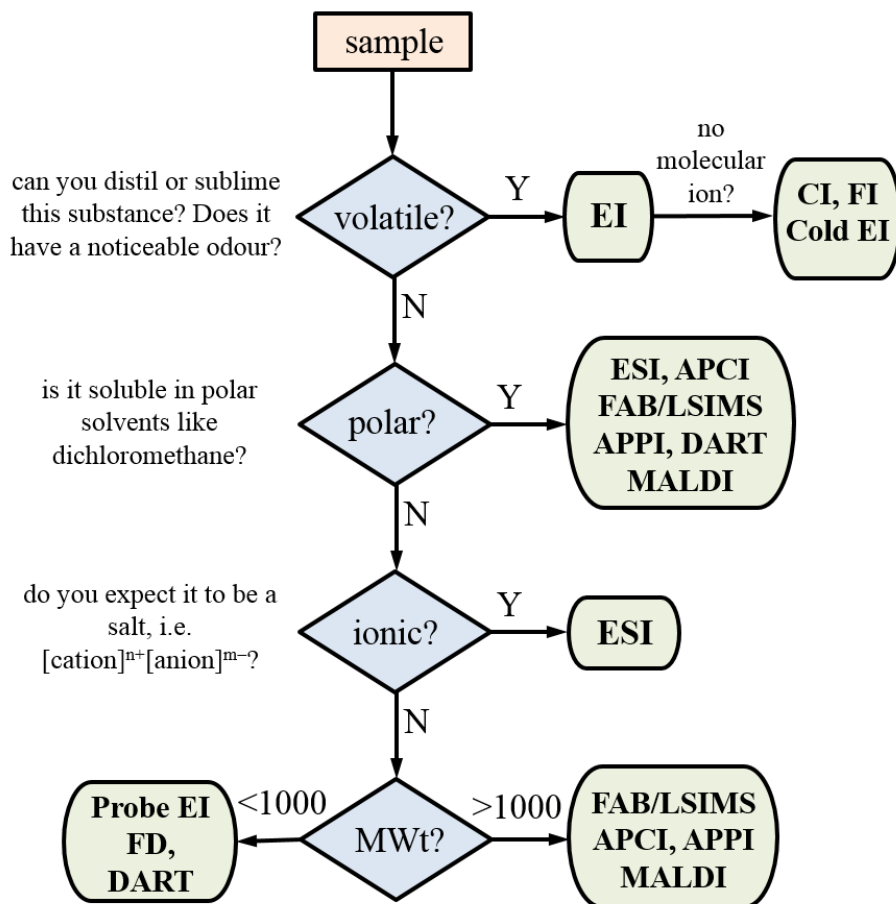 sample
can you distil or sublime
this substance? Does it
have a noticeable odour?
volatile?
Y
EI
no
molecular
ion?
CI, FI
Cold EI
N
is it soluble in polar
solvents like
dichloromethane?
polar?
Y
ESI, APCI
FAB/LSIMS
APPI, DART
MALDI
N
do you expect it to be a
salt, i.e.
[cation]ⁿ⁺[anion]ᵐ⁻?
ionic?
Y
ESI
N
Probe EI
FD,
DART
<1000
MWt?
>1000
FAB/LSIMS
APCI, APPI
MALDI